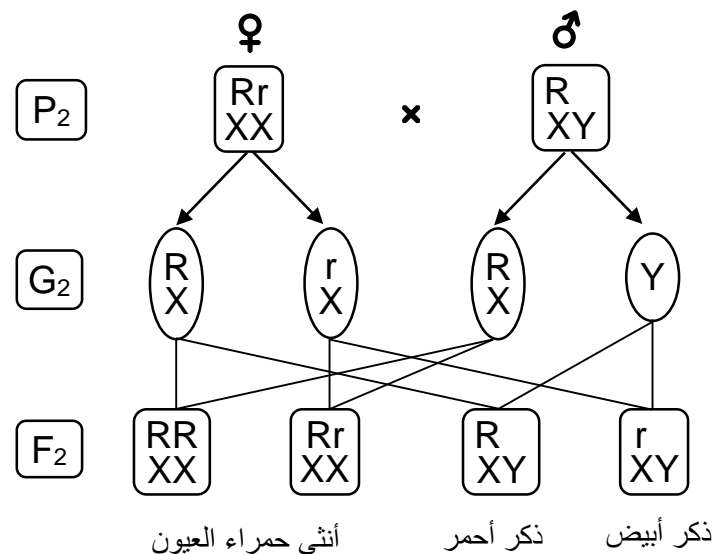 ♀ ♂
P₂ Rr × R
XX XY
G₂ R r R Y
X X X
F₂ RR Rr R r
XX XX XY XY
أنثى حمراء العيون ذكر أحمر ذكر أبيض